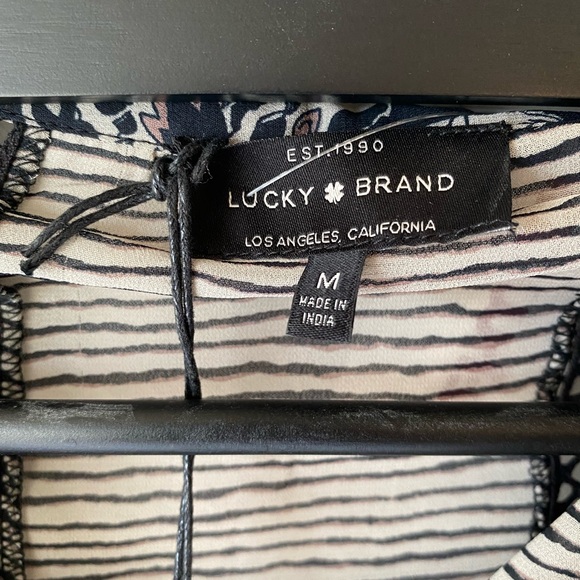 EST. 1990
LUCKY BRAND
LOS ANGELES, CALIFORNIA
M
MADE IN
INDIA